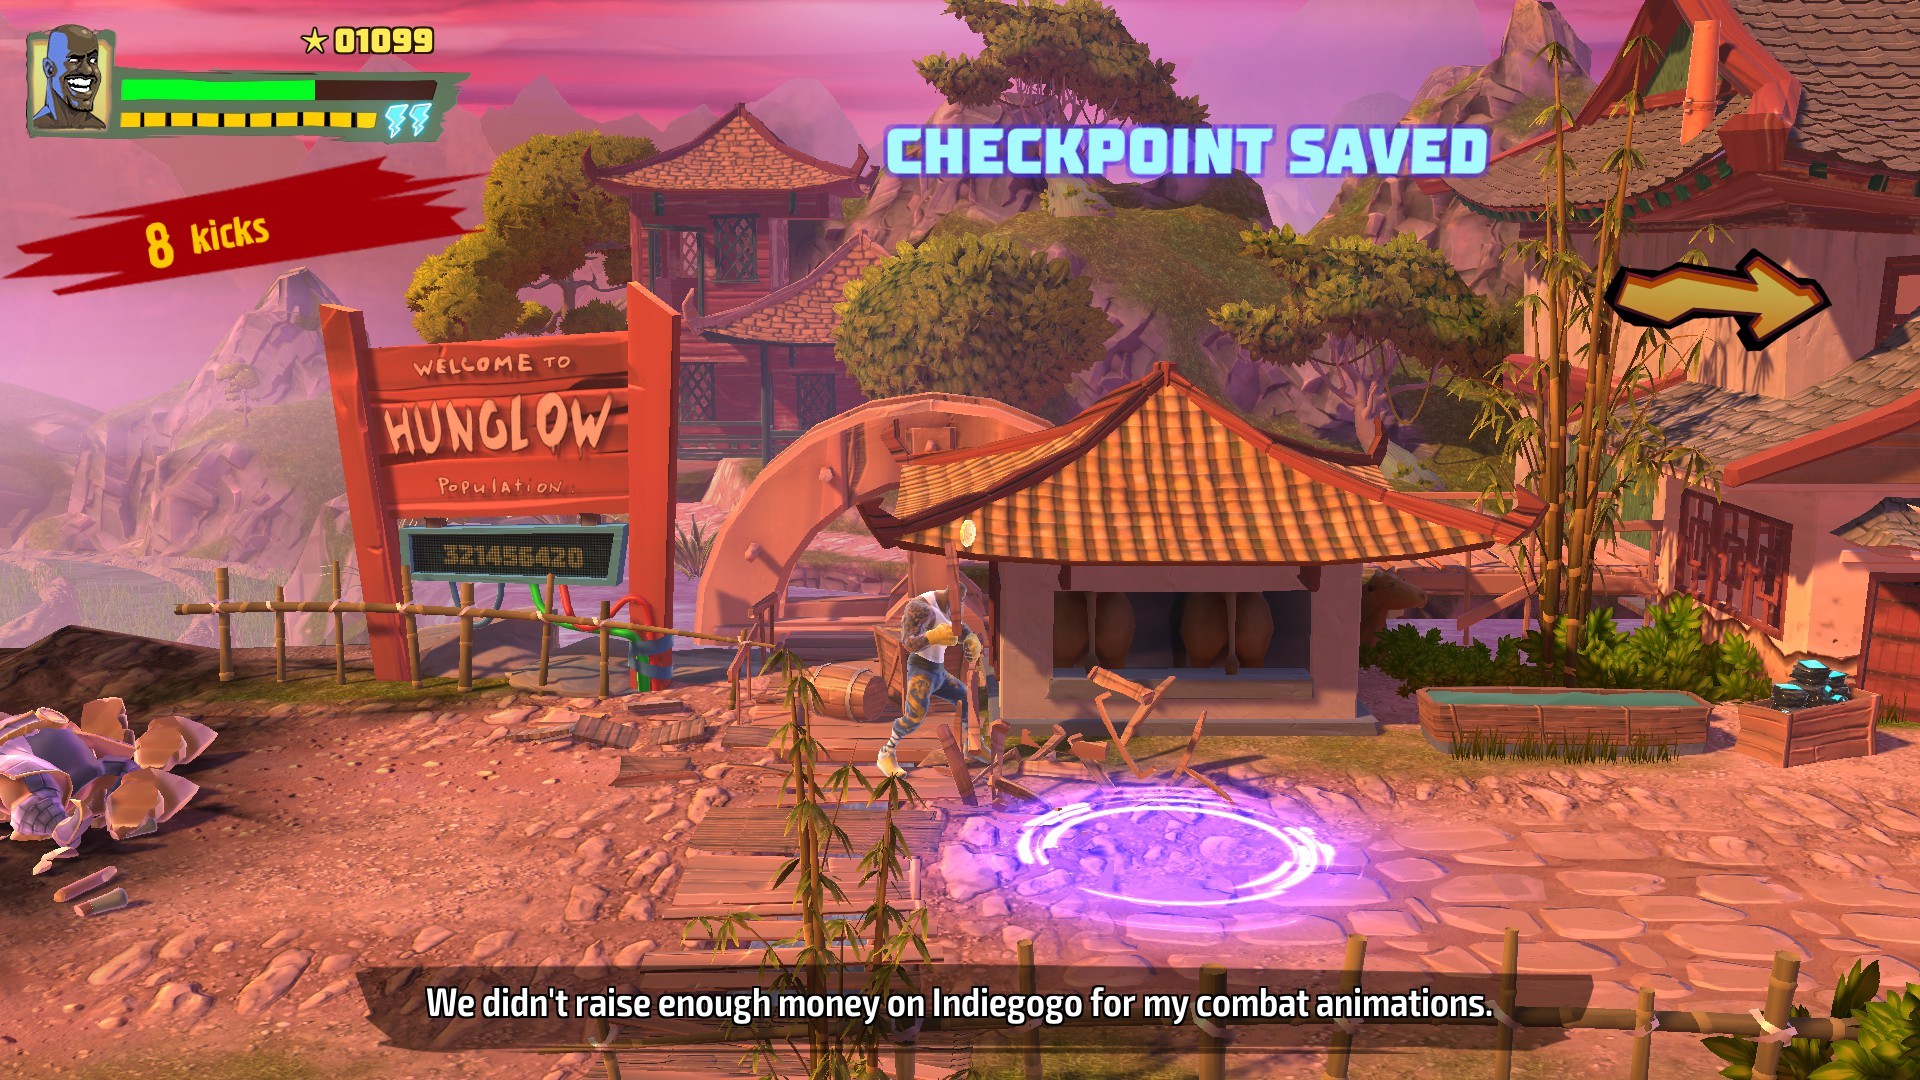 01099
CHECKPOINT SAVED
8 kicks
WELCOME TO
HUNGLOW
POPULATION:
321456420
We didn't raise enough money on Indiegogo for my combat animations.